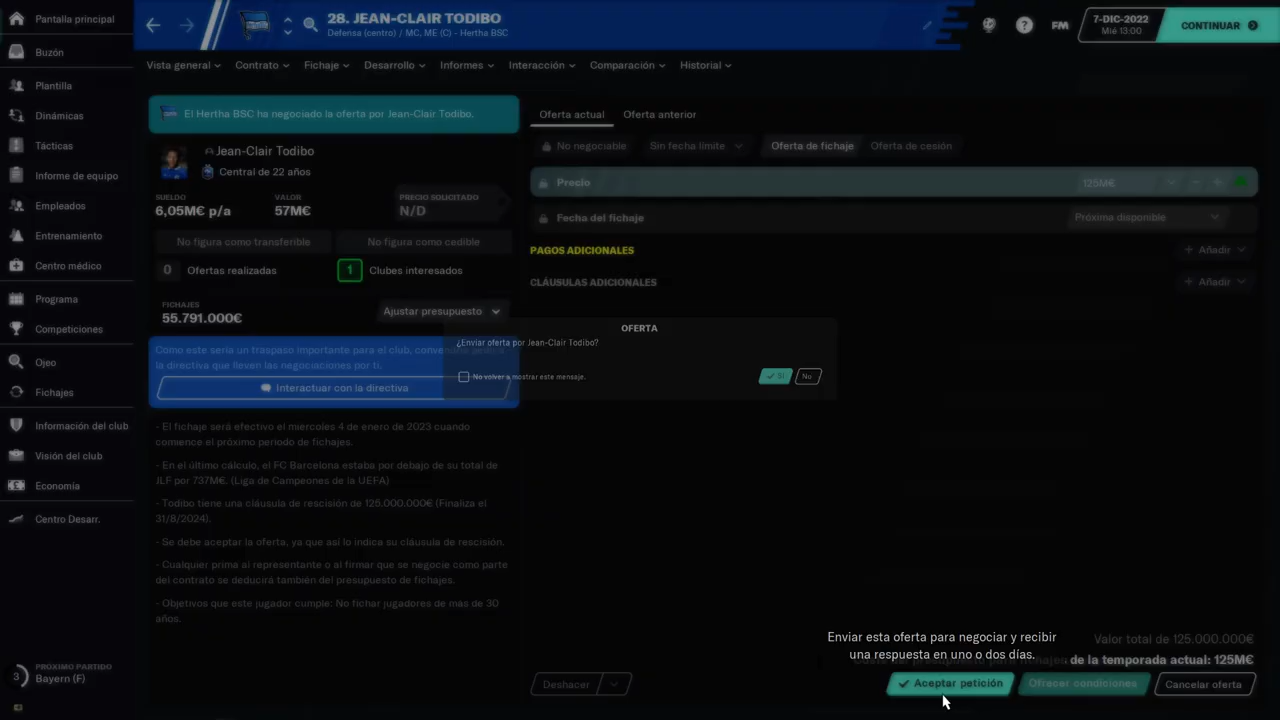 Pantalla principal
Buzón
Plantilla
Dinámicas
Tácticas
Informe de equipo
Empleados
Entrenamiento
Centro médico
Programa
Competiciones
Ojeo
Fichajes
Información del club
Visión del club
Economía
Centro Desarr.
3
PRÓXIMO PARTIDO
Bayern (F)
28. JEAN-CLAIR TODIBO
Defensa (centro) / MC, ME (C) - Hertha BSC
FM
7-DIC-2022
Mié 13:00
CONTINUAR
Vista general
Contrato
Fichaje
Desarrollo
Informes
Interacción
Comparación
Historial
El Hertha BSC ha negociado la oferta por Jean-Clair Todibo.
Jean-Clair Todibo
Central de 22 años
SUELDO
6,05M€ p/a
VALOR
57M€
PRECIO SOLICITADO
N/D
No figura como transferible
No figura como cedible
0 Ofertas realizadas
1 Clubes interesados
FICHAJES
55.791.000€
Ajustar presupuesto
Como este sería un traspaso importante para el club, 
la directiva que lleven las negociaciones por ti.
Interactuar con la directiva
- El fichaje será efectivo el miércoles 4 de enero de 2023 cuando
comience el próximo periodo de fichajes.
- En el último cálculo, el FC Barcelona estaba por debajo de su total de
JLF por 737M€. (Liga de Campeones de la UEFA)
- Todibo tiene una cláusula de rescisión de 125.000.000€ (Finaliza el
31/8/2024).
- Se debe aceptar la oferta, ya que así lo indica su cláusula de rescisión.
- Cualquier prima al representante o al firmar que se negocie como parte
del contrato se deducirá también del presupuesto de fichajes.
- Objetivos que este jugador cumple: No fichar jugadores de más de 30
años.
Oferta actual
Oferta anterior
No negociable
Sin fecha límite
Oferta de fichaje
Oferta de cesión
Precio
125M€
Fecha del fichaje
Próxima disponible
PAGOS ADICIONALES
Añadir
CLÁUSULAS ADICIONALES
Añadir
OFERTA
¿Enviar oferta por Jean-Clair Todibo?
No volver a mostrar este mensaje.
Sí
No
Enviar esta oferta para negociar y recibir
una respuesta en uno o dos días.
Valor total de 125.000.000€
de la temporada actual: 125M€
Deshacer
Aceptar petición
Ofrecer condiciones
Cancelar oferta